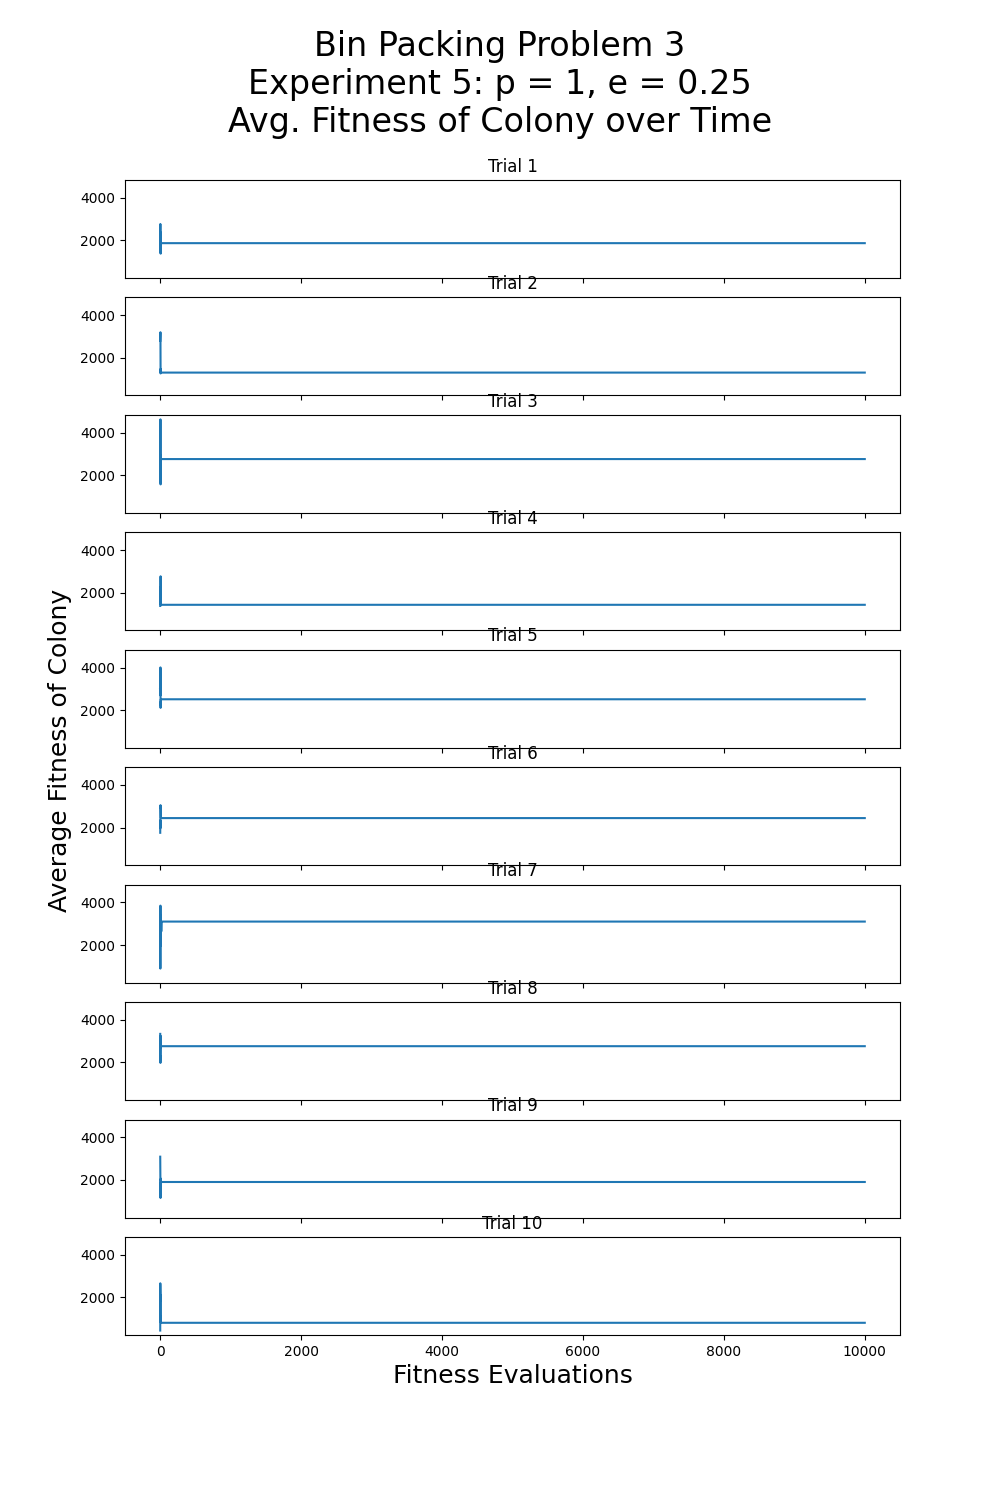 Bin Packing Problem 3
Experiment 5: p = 1, e = 0.25
Avg. Fitness of Colony over Time
Trial 1
4000
2000
Trial 2
4000
2000
Trial 3
4000
2000
Trial 4
4000
2000
Trial 5
4000
2000
Trial 6
4000
2000
Trial 7
4000
2000
Trial 8
4000
2000
Trial 9
4000
2000
Trial 10
4000
2000
0 2000 4000 6000 8000 10000
Fitness Evaluations
Average Fitness of Colony